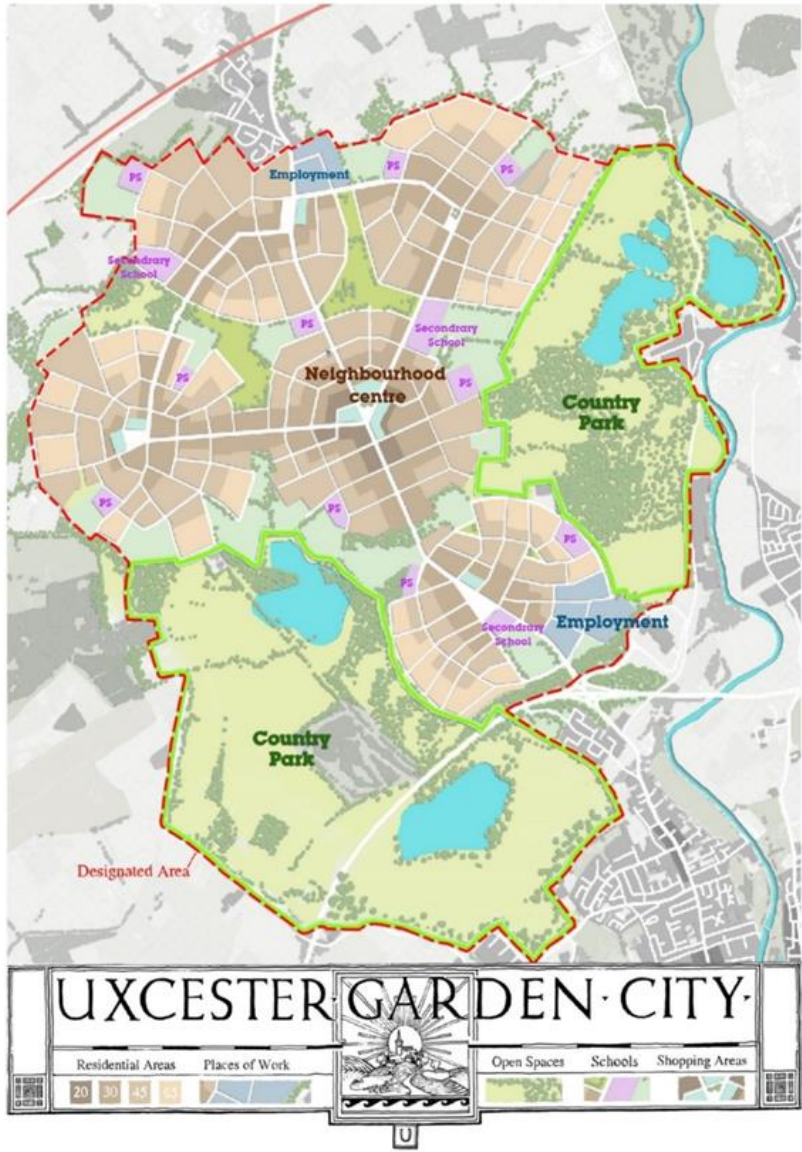 PS
PS
PS
Employment
Secondrary
School
PS
Secondrary
School
Neighbourhood
centre
PS
PS
Country
Park
PS
PS
PS
PS
Secondrary
School
Employment
Country
Park
Designated Area
UXCESTER·GARDEN·CITY·
Residential Areas
Places of Work
Open Spaces
Schools
Shopping Areas
20
30
45
U